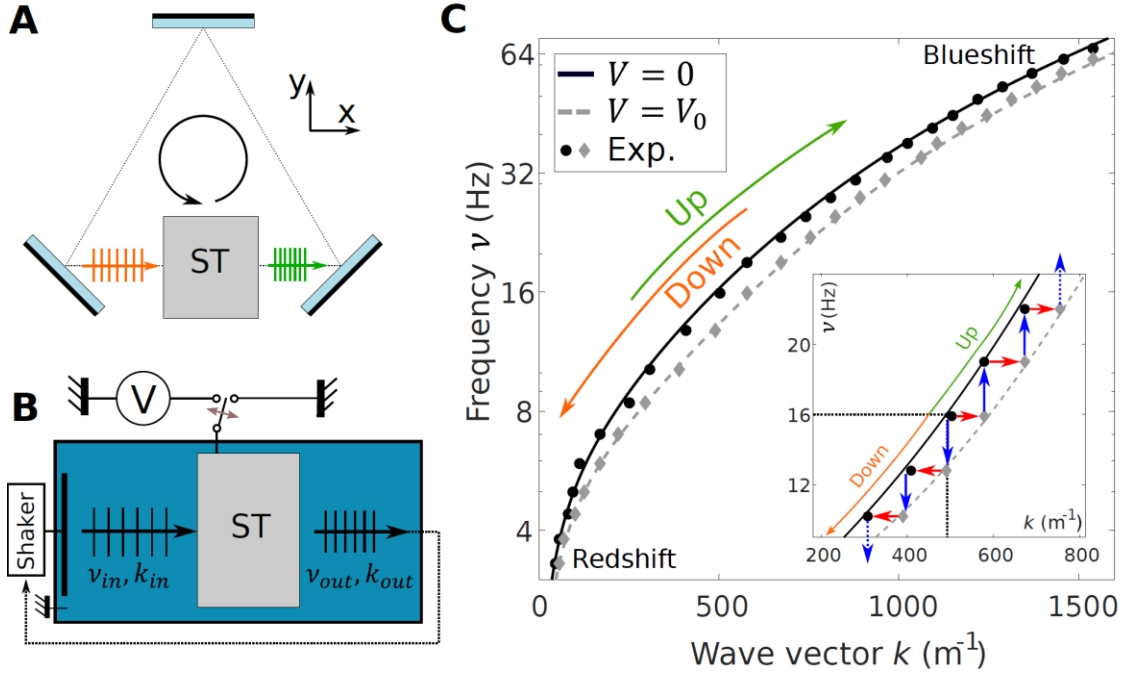 A
y
x
ST
B
V
Shaker
ν_in, k_in
ST
ν_out, k_out
C
Frequency ν (Hz)
64
32
16
8
4
V = 0
V = V₀
Exp.
Blueshift
Up
Down
Redshift
0
500
1000
1500
Wave vector k (m⁻¹)
ν (Hz)
20
16
12
Up
Down
k (m⁻¹)
200
400
600
800